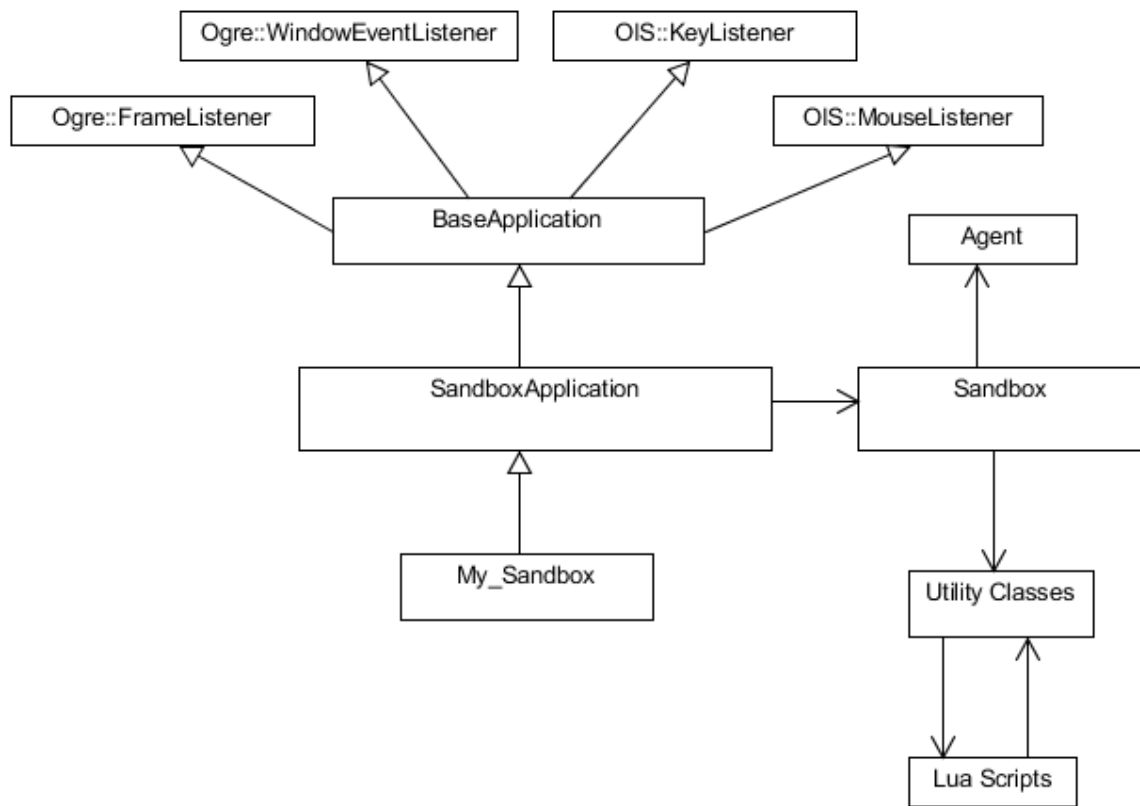 Ogre::WindowEventListener
OIS::KeyListener
Ogre::FrameListener
OIS::MouseListener
BaseApplication
Agent
SandboxApplication
Sandbox
My_Sandbox
Utility Classes
Lua Scripts